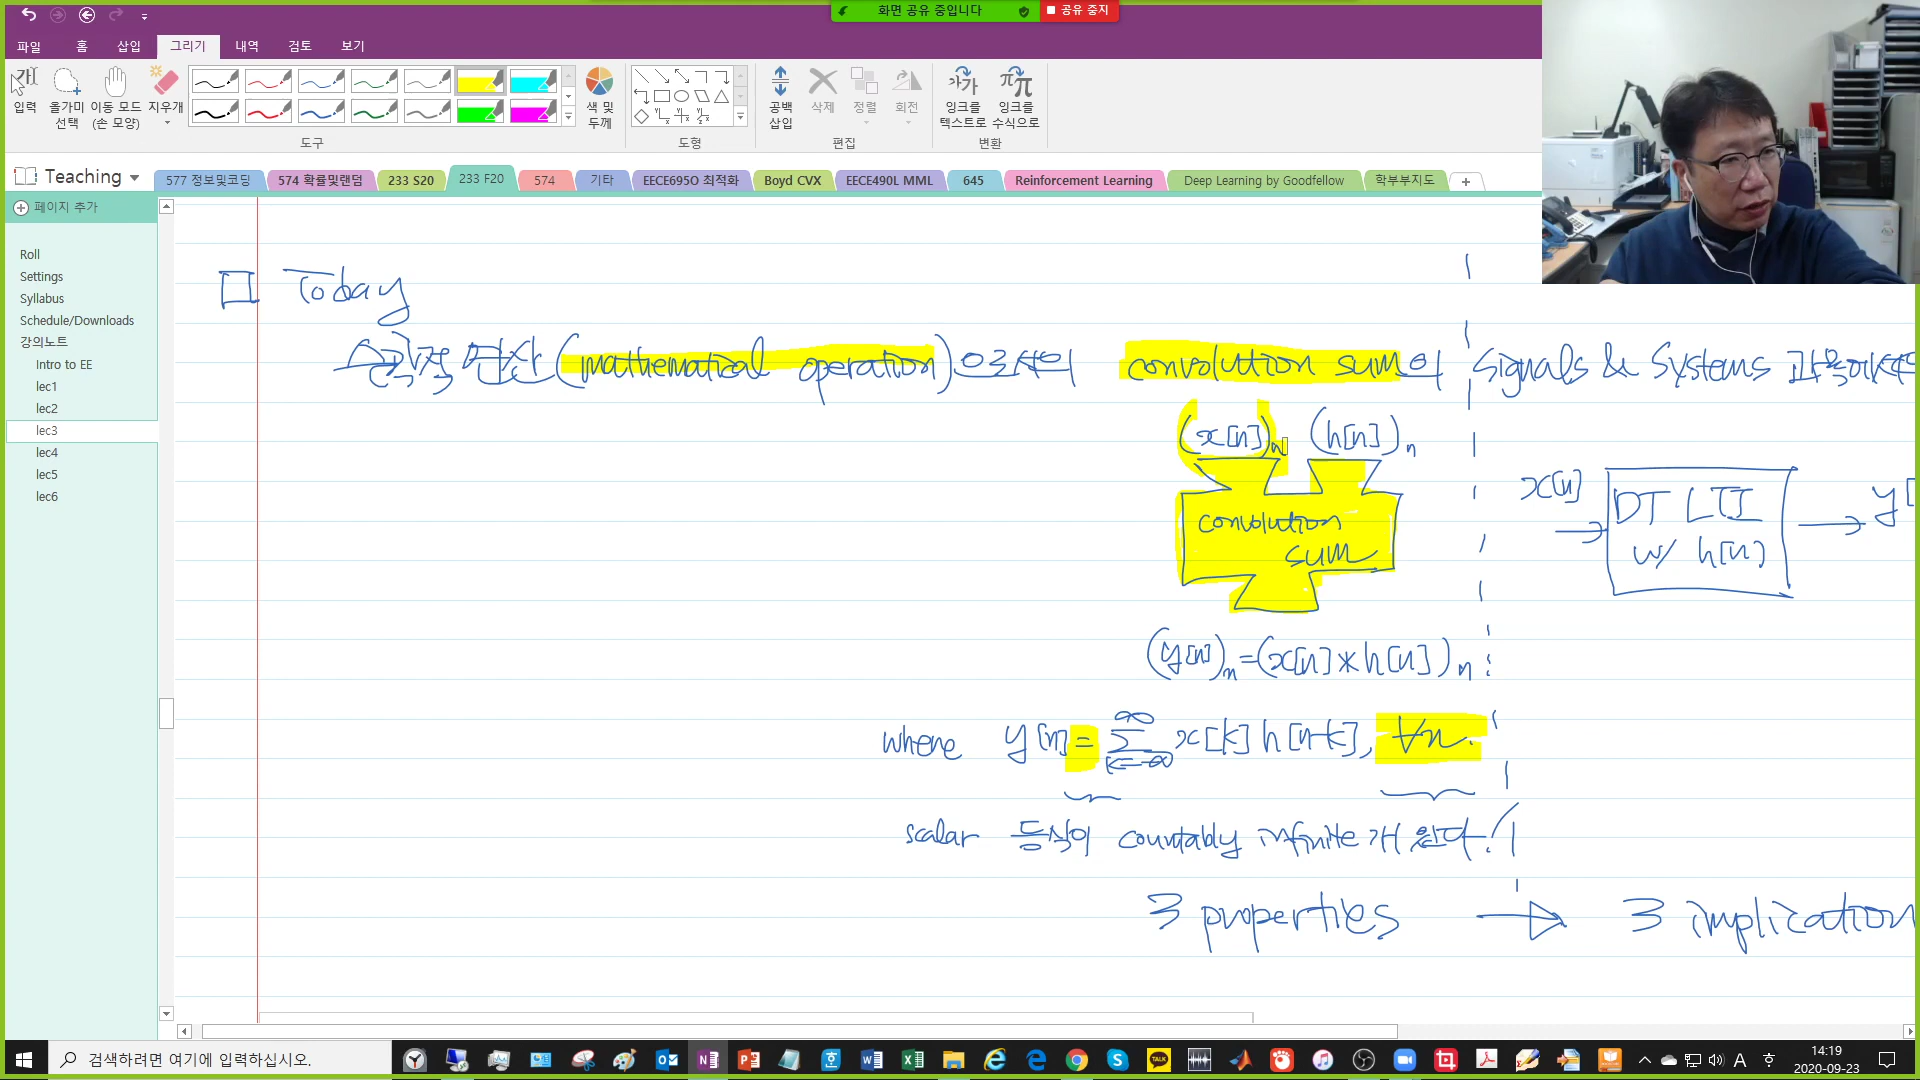 화면 공유 중입니다 공유 중지
파일 홈 삽입 그리기 내역 검토 보기
입력 올가미 선택 이동 모드 (손 모양) 지우개 색 및 두께 공백 삽입 삭제 정렬 회전 잉크를 텍스트로 잉크를 수식으로
도구 도형 편집 변환
Teaching 577 정보및코딩 574 확률및랜덤 233 S20 233 F20 574 기타 EECE695O 최적화 Boyd CVX EECE490L MML 645 Reinforcement Learning Deep Learning by Goodfellow 학부부지도
페이지 추가
Roll
Settings
Syllabus
Schedule/Downloads
강의노트
Intro to EE
lec1
lec2
lec3
lec4
lec5
lec6
□ Today
수학적 연산 (mathematical operation)으로서의 convolution sum의 Signals & Systems 과목에서의
(x[n])n (h[n])n
convolution
sum
x[n] → DT LTI → y[
w/ h[n]
(y[n])n=(x[n]*h[n])n
where y[n] = ∞∑k=-∞ x[k] h[n-k], ∀n.
scalar 등식이 countably infinite개 있다!
3 properties → 3 implication
검색하려면 여기에 입력하십시오.
A
14:19
2020-09-23